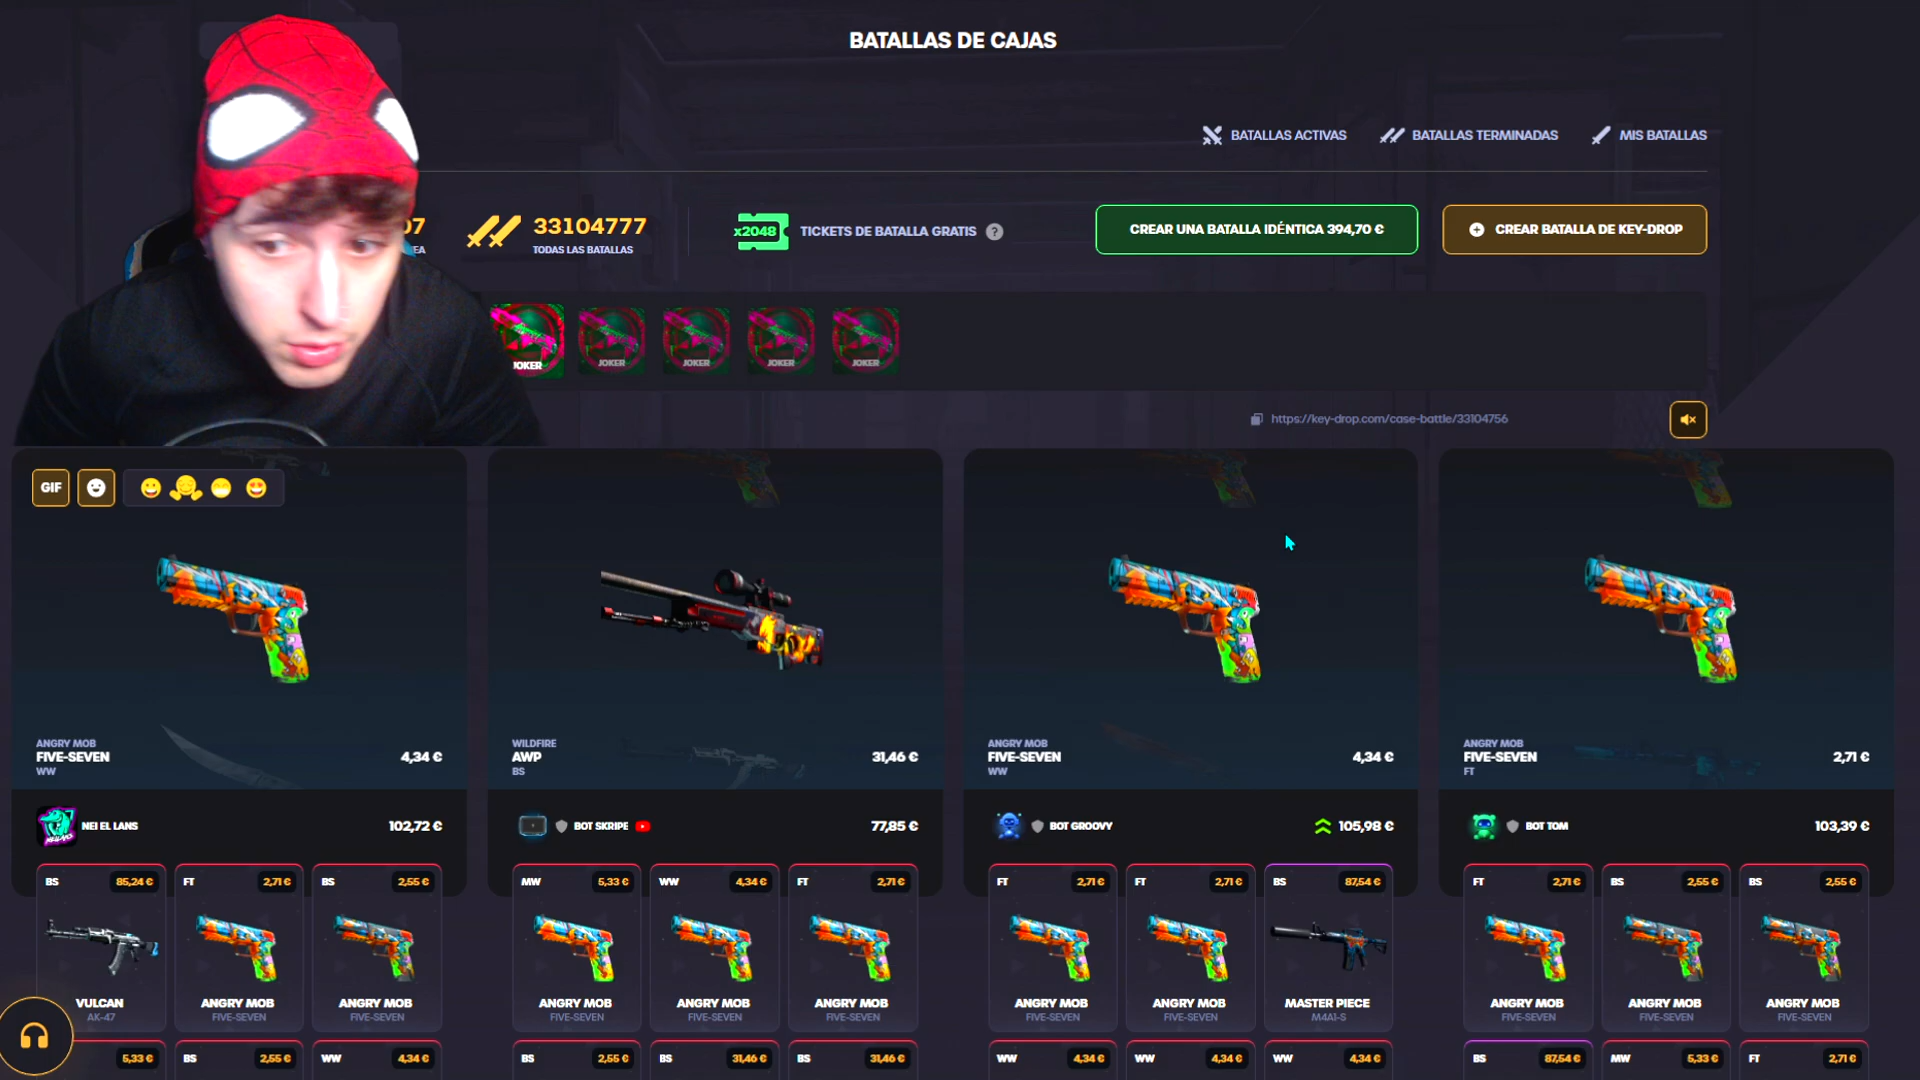 BATALLAS DE CAJAS
BATALLAS ACTIVAS
BATALLAS TERMINADAS
MIS BATALLAS
33104777
TODAS LAS BATALLAS
x2048
TICKETS DE BATALLA GRATIS
?
CREAR UNA BATALLA IDÉNTICA 394,70 €
CREAR BATALLA DE KEY-DROP
JOKER
JOKER
JOKER
JOKER
JOKER
https://key-drop.com/case-battle/33104756
GIF
ANGRY MOB
FIVE-SEVEN
WW
4,34 €
WILDFIRE
AWP
BS
31,46 €
ANGRY MOB
FIVE-SEVEN
WW
4,34 €
ANGRY MOB
FIVE-SEVEN
FT
2,71 €
NEI EL LANS
102,72 €
BOT SKRIPE
77,85 €
BOT GROOVY
105,98 €
BOT TOM
103,39 €
BS 85,24 €
FT 2,71 €
BS 2,55 €
MW 5,33 €
WW 4,34 €
FT 2,71 €
FT 2,71 €
FT 2,71 €
BS 87,54 €
FT 2,71 €
BS 2,55 €
BS 2,55 €
VULCAN
AK-47
ANGRY MOB
FIVE-SEVEN
ANGRY MOB
FIVE-SEVEN
ANGRY MOB
FIVE-SEVEN
ANGRY MOB
FIVE-SEVEN
ANGRY MOB
FIVE-SEVEN
ANGRY MOB
FIVE-SEVEN
ANGRY MOB
FIVE-SEVEN
MASTER PIECE
M4A1-S
ANGRY MOB
FIVE-SEVEN
ANGRY MOB
FIVE-SEVEN
ANGRY MOB
FIVE-SEVEN
5,33 €
BS 2,55 €
WW 4,34 €
BS 2,55 €
BS 31,46 €
BS 31,46 €
WW 4,34 €
WW 4,34 €
WW 4,34 €
BS 87,54 €
MW 5,33 €
FT 2,71 €